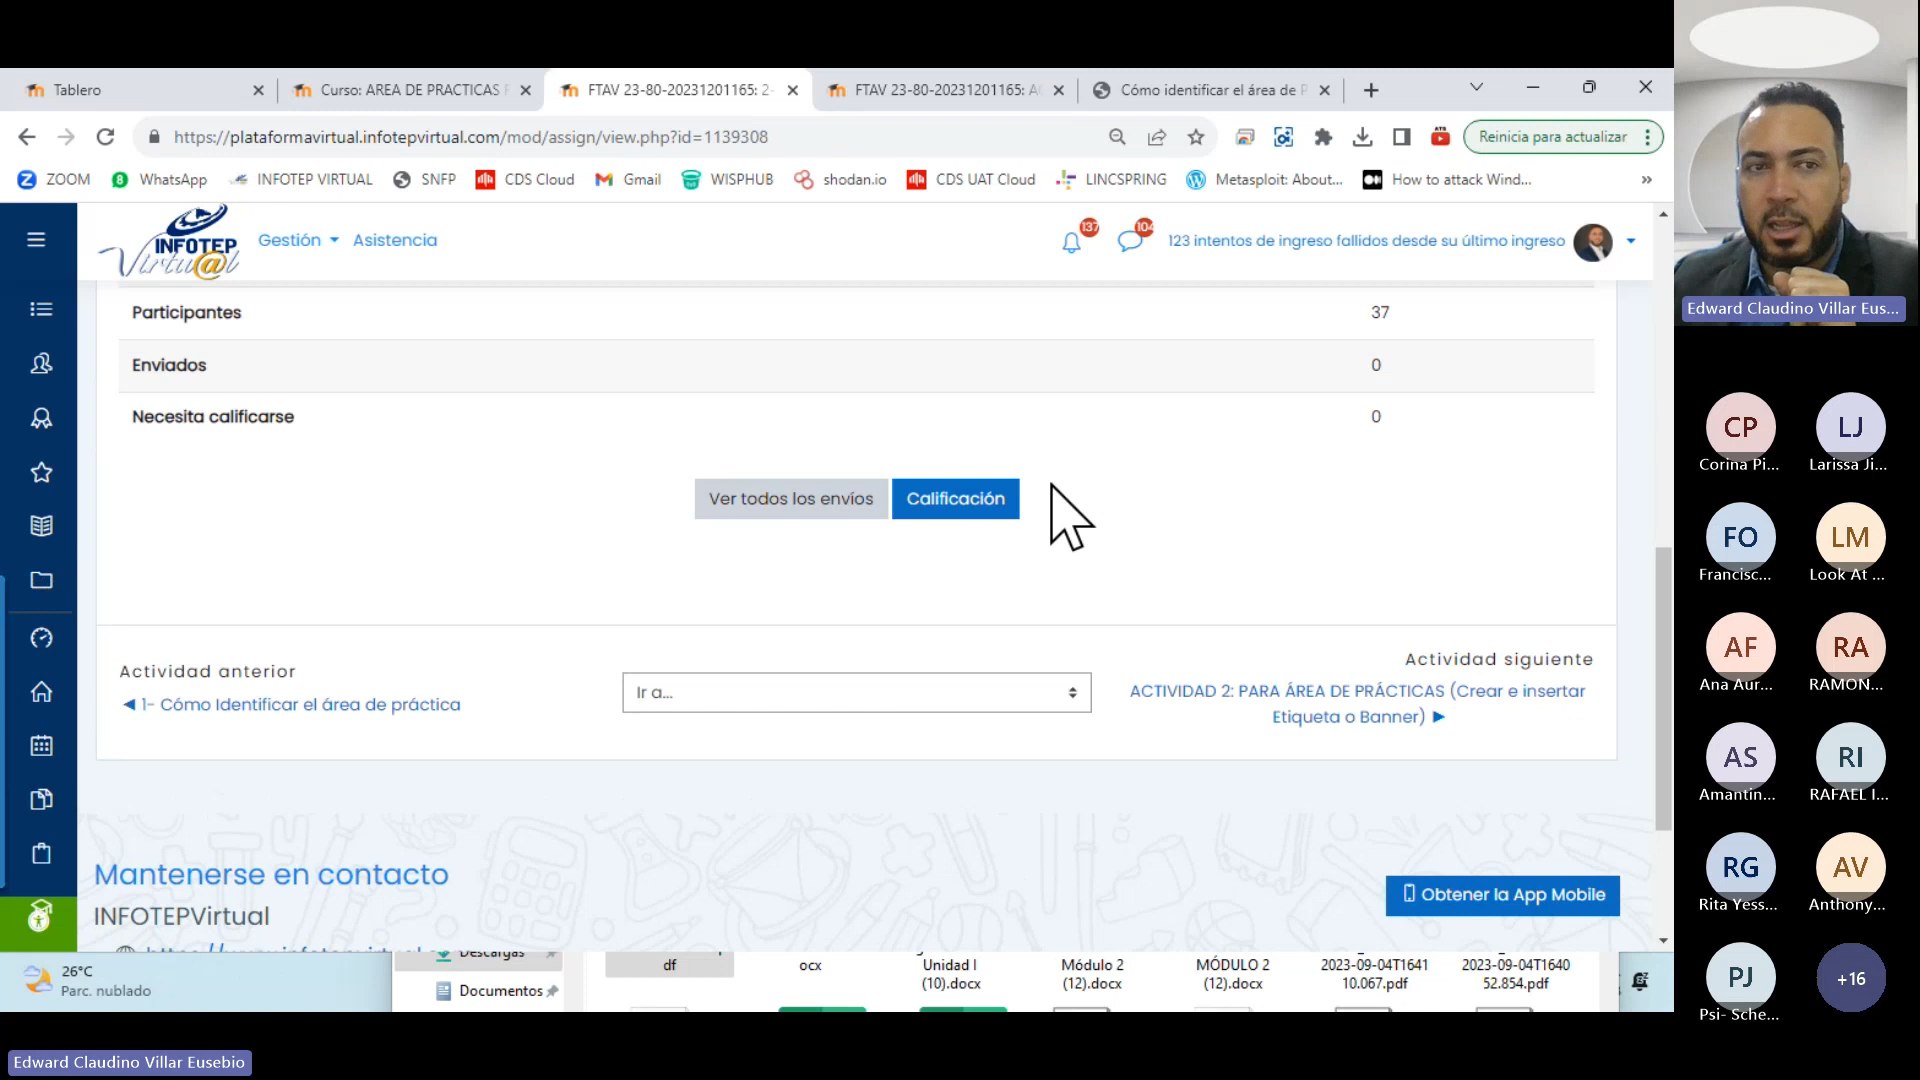 Tablero
Curso: AREA DE PRACTICAS
FTAV 23-80-20231201165: 2-
FTAV 23-80-20231201165: A
Cómo identificar el área de P
https://plataformavirtual.infotepvirtual.com/mod/assign/view.php?id=1139308
Reinicia para actualizar
ZOOM
WhatsApp
INFOTEP VIRTUAL
SNFP
CDS Cloud
Gmail
WISPHUB
shodan.io
CDS UAT Cloud
LINCSPRING
Metasploit: About...
How to attack Wind...
»
INFOTEP
Virtu@l
Gestión
Asistencia
137
104
123 intentos de ingreso fallidos desde su último ingreso
Participantes 37
Enviados 0
Necesita calificarse 0
Ver todos los envíos
Calificación
Actividad anterior
◀ 1- Cómo Identificar el área de práctica
Ir a...
Actividad siguiente
ACTIVIDAD 2: PARA ÁREA DE PRÁCTICAS (Crear e insertar
Etiqueta o Banner) ▶
Mantenerse en contacto
INFOTEPVirtual
Obtener la App Mobile
26°C
Parc. nublado
Descargas
Documentos
df
ocx
Unidad I
(10).docx
Módulo 2
(12).docx
MÓDULO 2
(12).docx
2023-09-04T1641
10.067.pdf
2023-09-04T1640
52.854.pdf
Edward Claudino Villar Eusebio
Edward Claudino Villar Eus...
CP
Corina Pi...
LJ
Larissa Ji...
FO
Francisc...
LM
Look At ...
AF
Ana Aur...
RA
RAMON...
AS
Amantin...
RI
RAFAEL I...
RG
Rita Yess...
AV
Anthony...
PJ
Psi- Sche...
+16